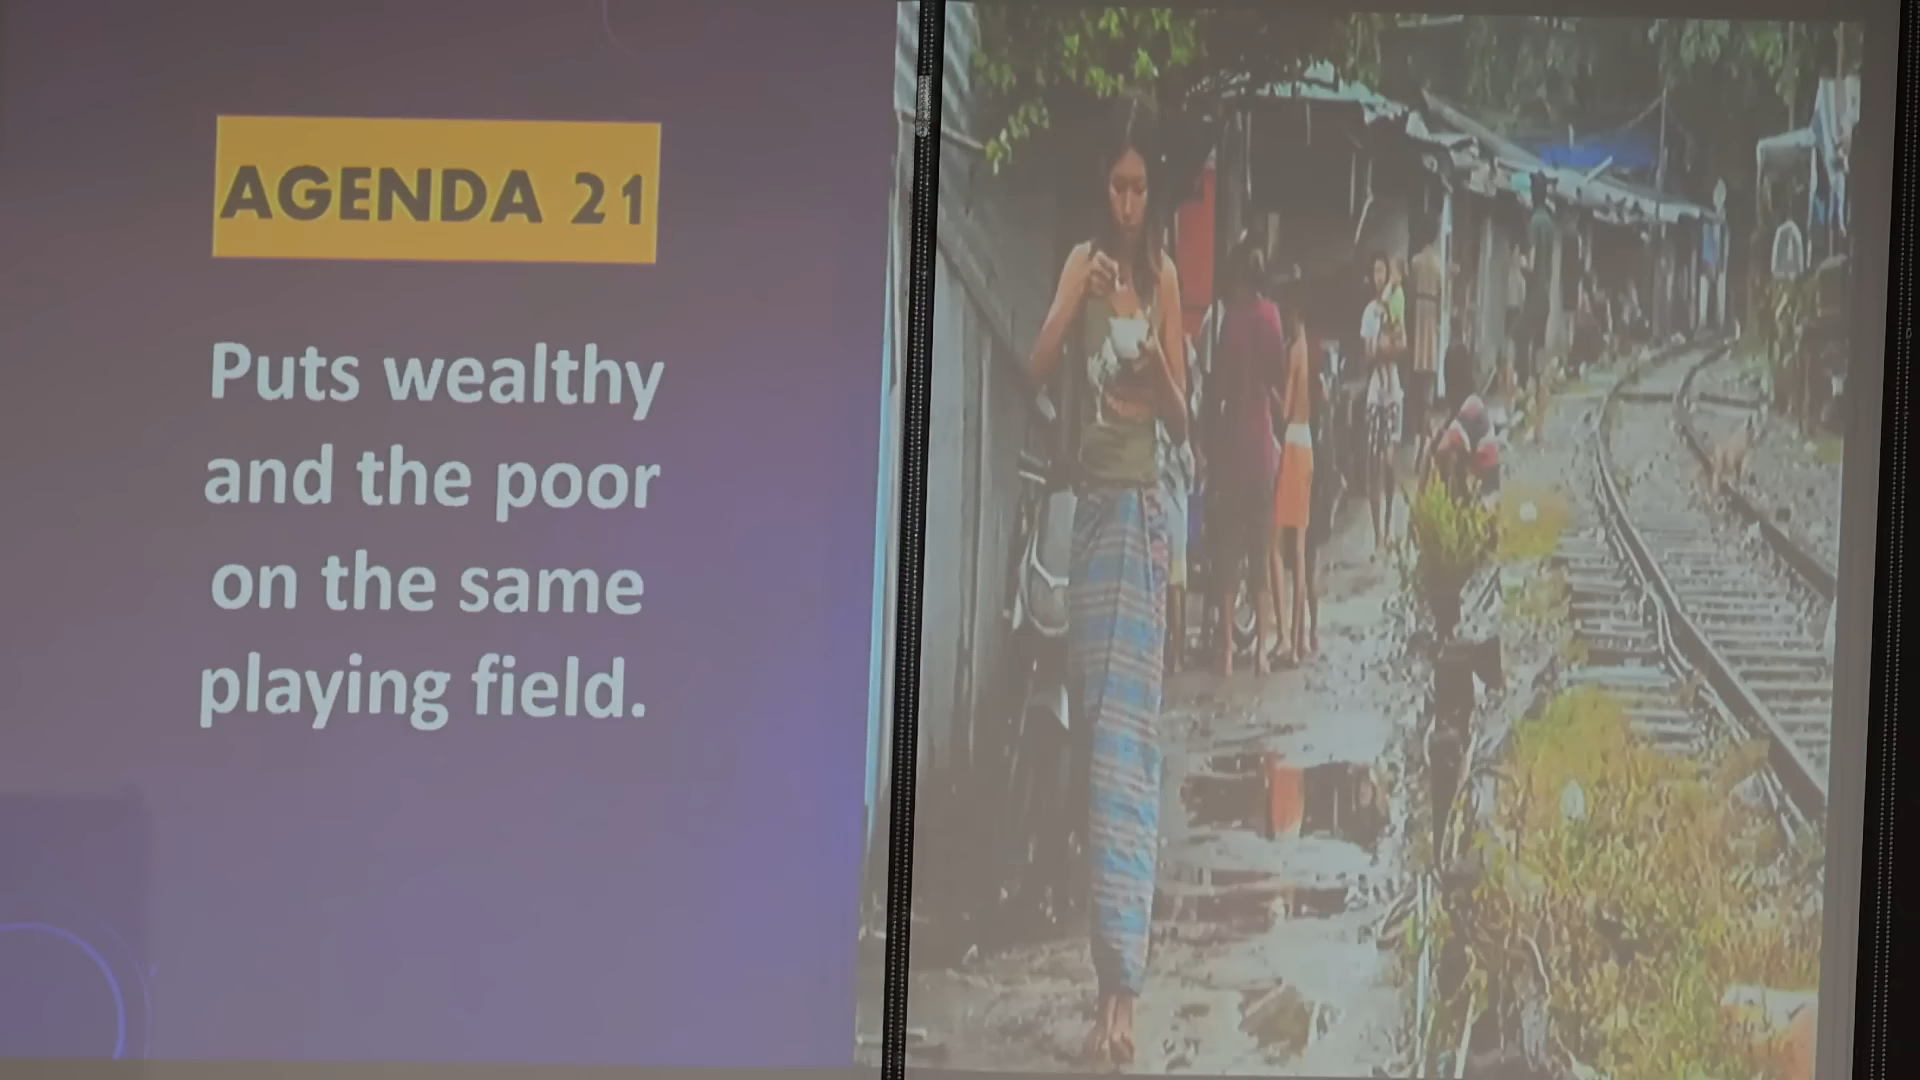 AGENDA 21
Puts wealthy
and the poor
on the same
playing field.